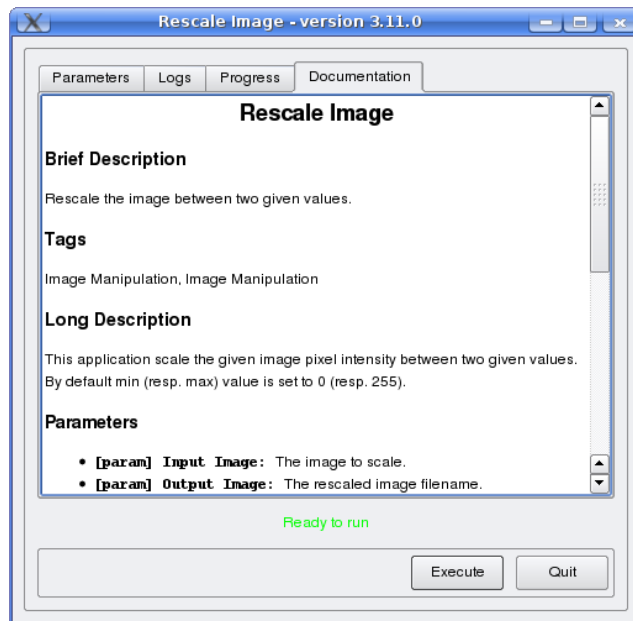 Rescale Image - version 3.11.0
Parameters Logs Progress Documentation
Rescale Image
Brief Description
Rescale the image between two given values.
Tags
Image Manipulation, Image Manipulation
Long Description
This application scale the given image pixel intensity between two given values.
By default min (resp. max) value is set to 0 (resp. 255).
Parameters
• [param] Input Image: The image to scale.
• [param] Output Image: The rescaled image filename.
Ready to run
Execute Quit